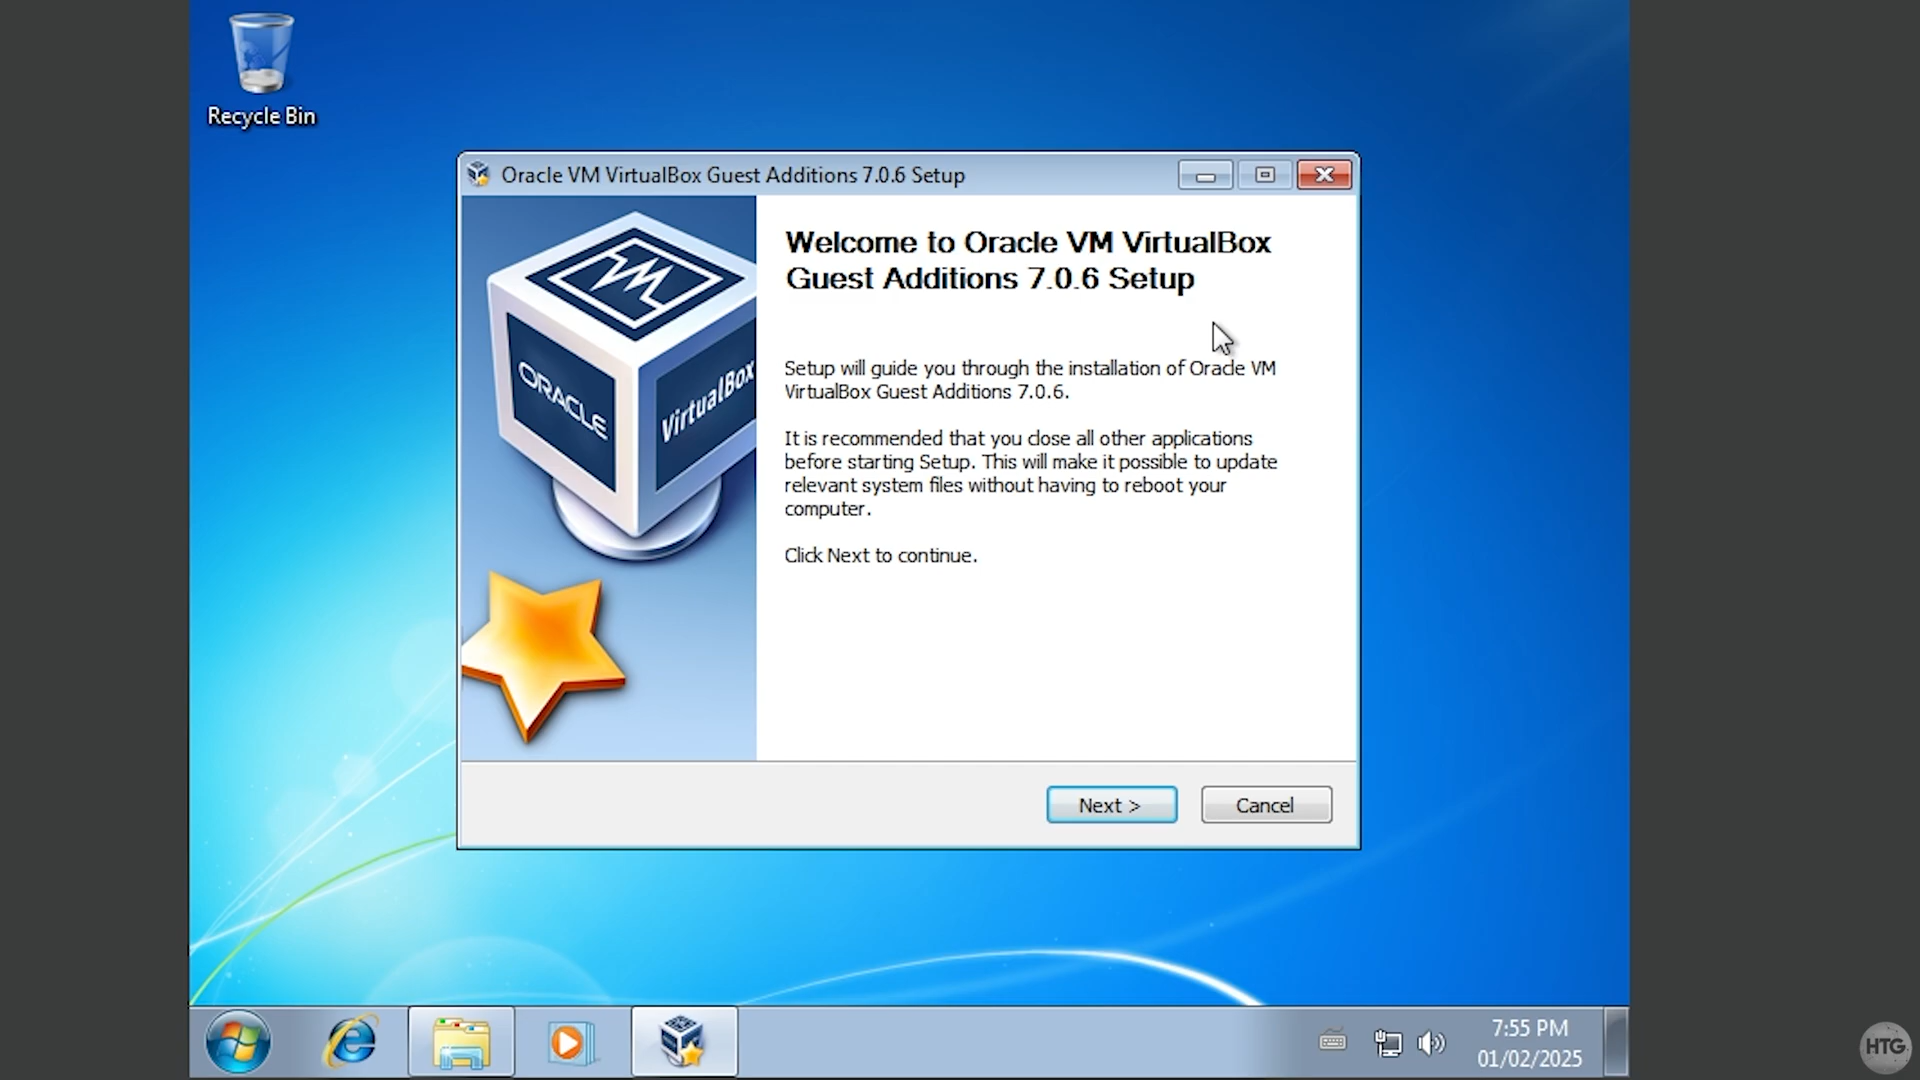 Recycle Bin
Oracle VM VirtualBox Guest Additions 7.0.6 Setup
ORACLE
VirtualBox
Welcome to Oracle VM VirtualBox
Guest Additions 7.0.6 Setup
Setup will guide you through the installation of Oracle VM
VirtualBox Guest Additions 7.0.6.
It is recommended that you close all other applications
before starting Setup. This will make it possible to update
relevant system files without having to reboot your
computer.
Click Next to continue.
Next >
Cancel
7:55 PM
01/02/2025
HTG